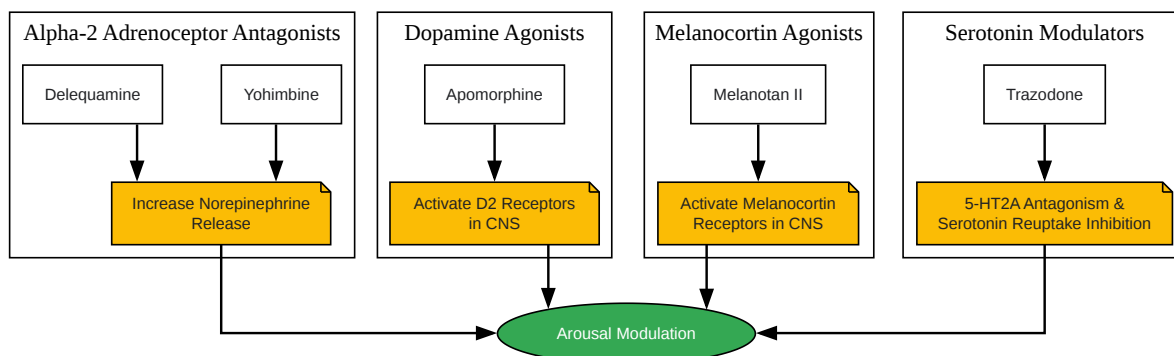 Alpha-2 Adrenoceptor Antagonists
Delequamine
Yohimbine
Increase Norepinephrine
Release
Dopamine Agonists
Apomorphine
Activate D2 Receptors
in CNS
Melanocortin Agonists
Melanotan II
Activate Melanocortin
Receptors in CNS
Serotonin Modulators
Trazodone
5-HT2A Antagonism &
Serotonin Reuptake Inhibition
Arousal Modulation